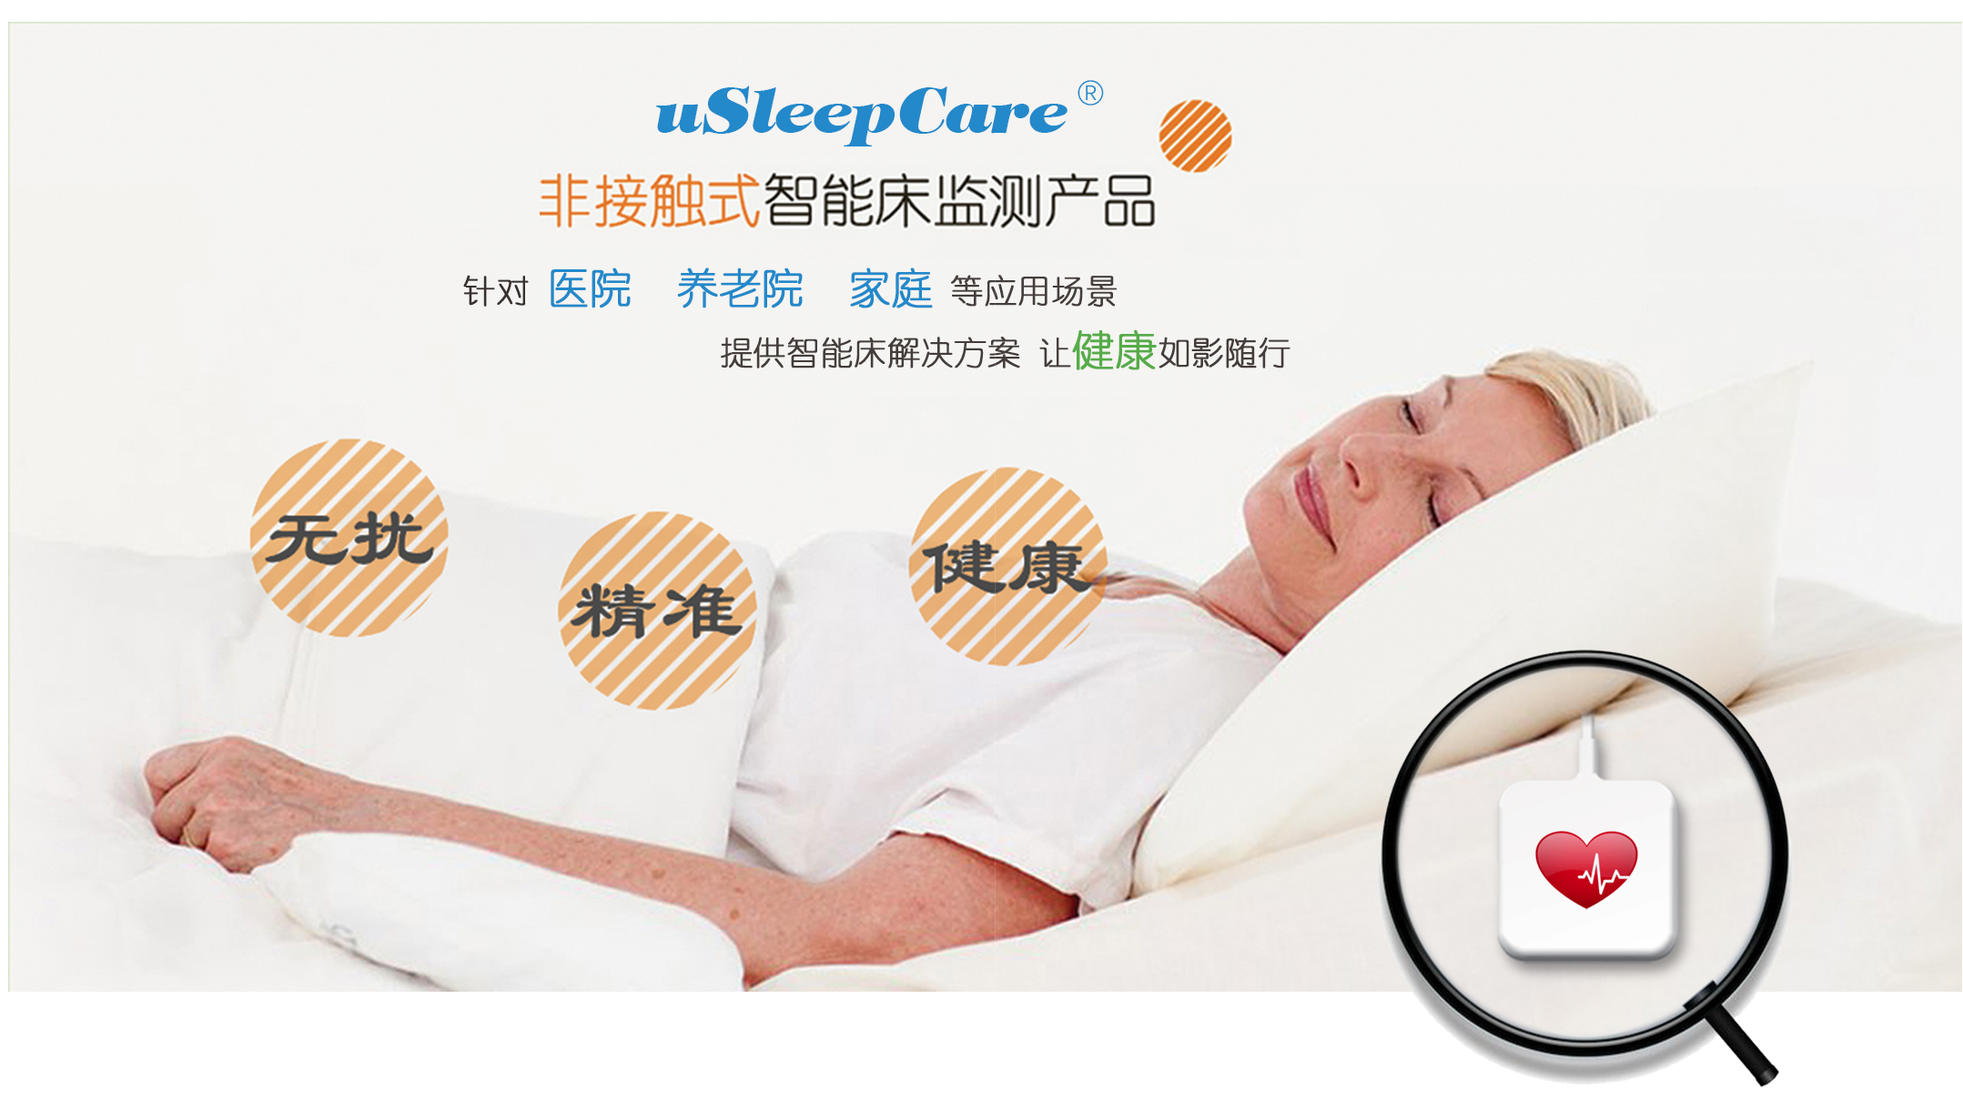 uSleepCare®
非接触式智能床监测产品
针对 医院 养老院 家庭 等应用场景
提供智能床解决方案 让健康如影随行
无扰
精准
健康